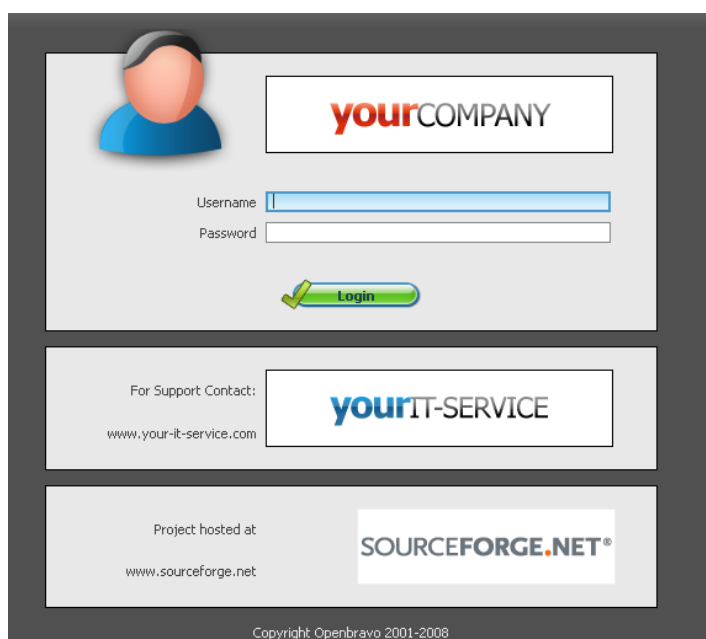 yourCOMPANY
Username
Password
Login
For Support Contact:
yourIT-SERVICE
www.your-it-service.com
Project hosted at
SOURCEFORGE.NET®
www.sourceforge.net
Copyright Openbravo 2001-2008